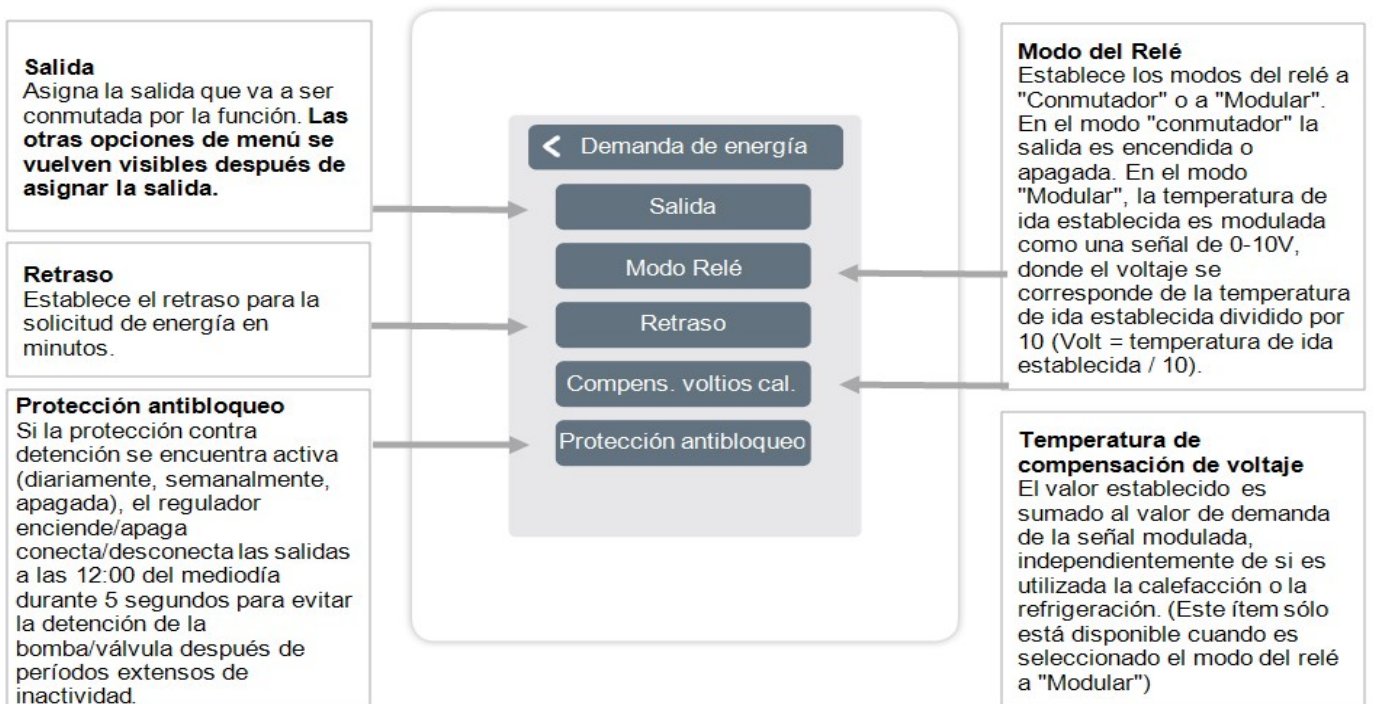 Salida
Asigna la salida que va a ser
conmutada por la función. Las
otras opciones de menú se
vuelven visibles después de
asignar la salida.
Retraso
Establece el retraso para la
solicitud de energía en
minutos.
Protección antibloqueo
Si la protección contra
detención se encuentra activa
(diariamente, semanalmente,
apagada), el regulador
enciende/apaga
conecta/desconecta las salidas
a las 12:00 del mediodía
durante 5 segundos para evitar
la detención de la
bomba/válvula después de
períodos extensos de
inactividad.
< Demanda de energía
Salida
Modo Relé
Retraso
Compens. voltios cal.
Protección antibloqueo
Modo del Relé
Establece los modos del relé a
"Conmutador" o a "Modular".
En el modo "conmutador" la
salida es encendida o
apagada. En el modo
"Modular", la temperatura de
ida establecida es modulada
como una señal de 0-10V,
donde el voltaje se
corresponde de la temperatura
de ida establecida dividido por
10 (Volt = temperatura de ida
establecida / 10).
Temperatura de
compensación de voltaje
El valor establecido es
sumado al valor de demanda
de la señal modulada,
independientemente de si es
utilizada la calefacción o la
refrigeración. (Este ítem sólo
está disponible cuando es
seleccionado el modo del relé
a "Modular")